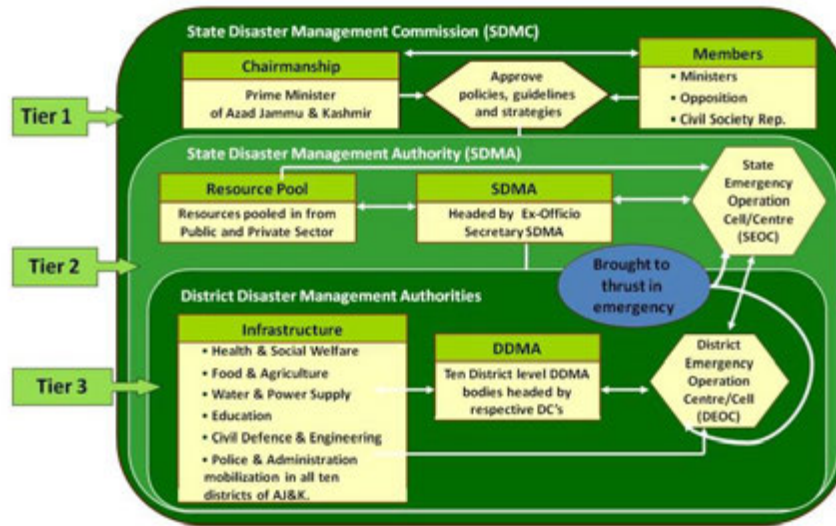 State Disaster Management Commission (SDMC)
Chairmanship
Prime Minister
of Azad Jammu & Kashmir
Approve
policies, guidelines
and strategies
Members
▪ Ministers
▪ Opposition
▪ Civil Society Rep.
Tier 1
State Disaster Management Authority (SDMA)
Resource Pool
Resources pooled in from
Public and Private Sector
SDMA
Headed by Ex-Officio
Secretary SDMA
State
Emergency
Operation
Cell/Centre
(SEOC)
Tier 2
Brought to
thrust in
emergency
District Disaster Management Authorities
Infrastructure
▪ Health & Social Welfare
▪ Food & Agriculture
▪ Water & Power Supply
▪ Education
▪ Civil Defence & Engineering
▪ Police & Administration
mobilization in all ten
districts of AJ&K.
DDMA
Ten District level DDMA
bodies headed by
respective DC's
District
Emergency
Operation
Centre/Cell
(DEOC)
Tier 3